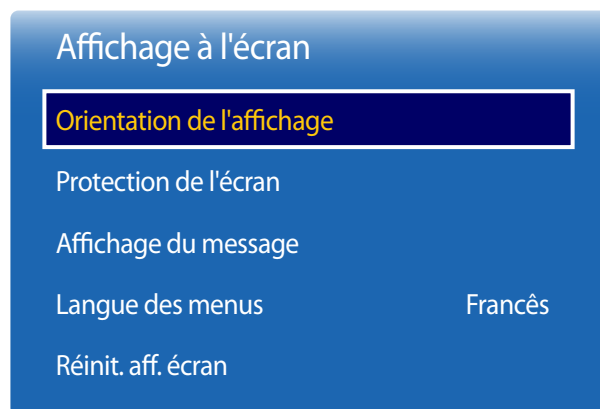 Affichage à l'écran
Orientation de l'affichage
Protection de l'écran
Affichage du message
Langue des menus Francês
Réinit. aff. écran